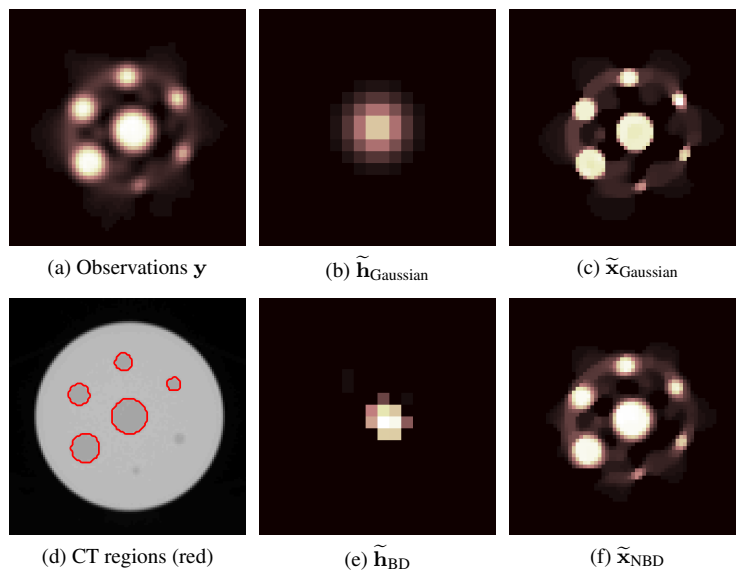 (a) Observations y
(b) h̃Gaussian
(c) x̃Gaussian
(d) CT regions (red)
(e) h̃BD
(f) x̃NBD